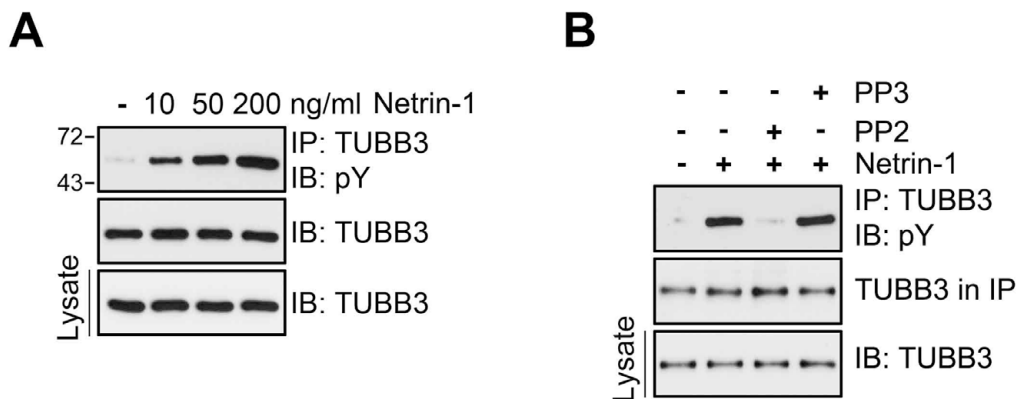 A
- 10 50 200 ng/ml Netrin-1
72-
43-
IP: TUBB3
IB: pY
IB: TUBB3
Lysate
IB: TUBB3
B
- - - + PP3
- - + - PP2
- + + + Netrin-1
IP: TUBB3
IB: pY
TUBB3 in IP
Lysate
IB: TUBB3